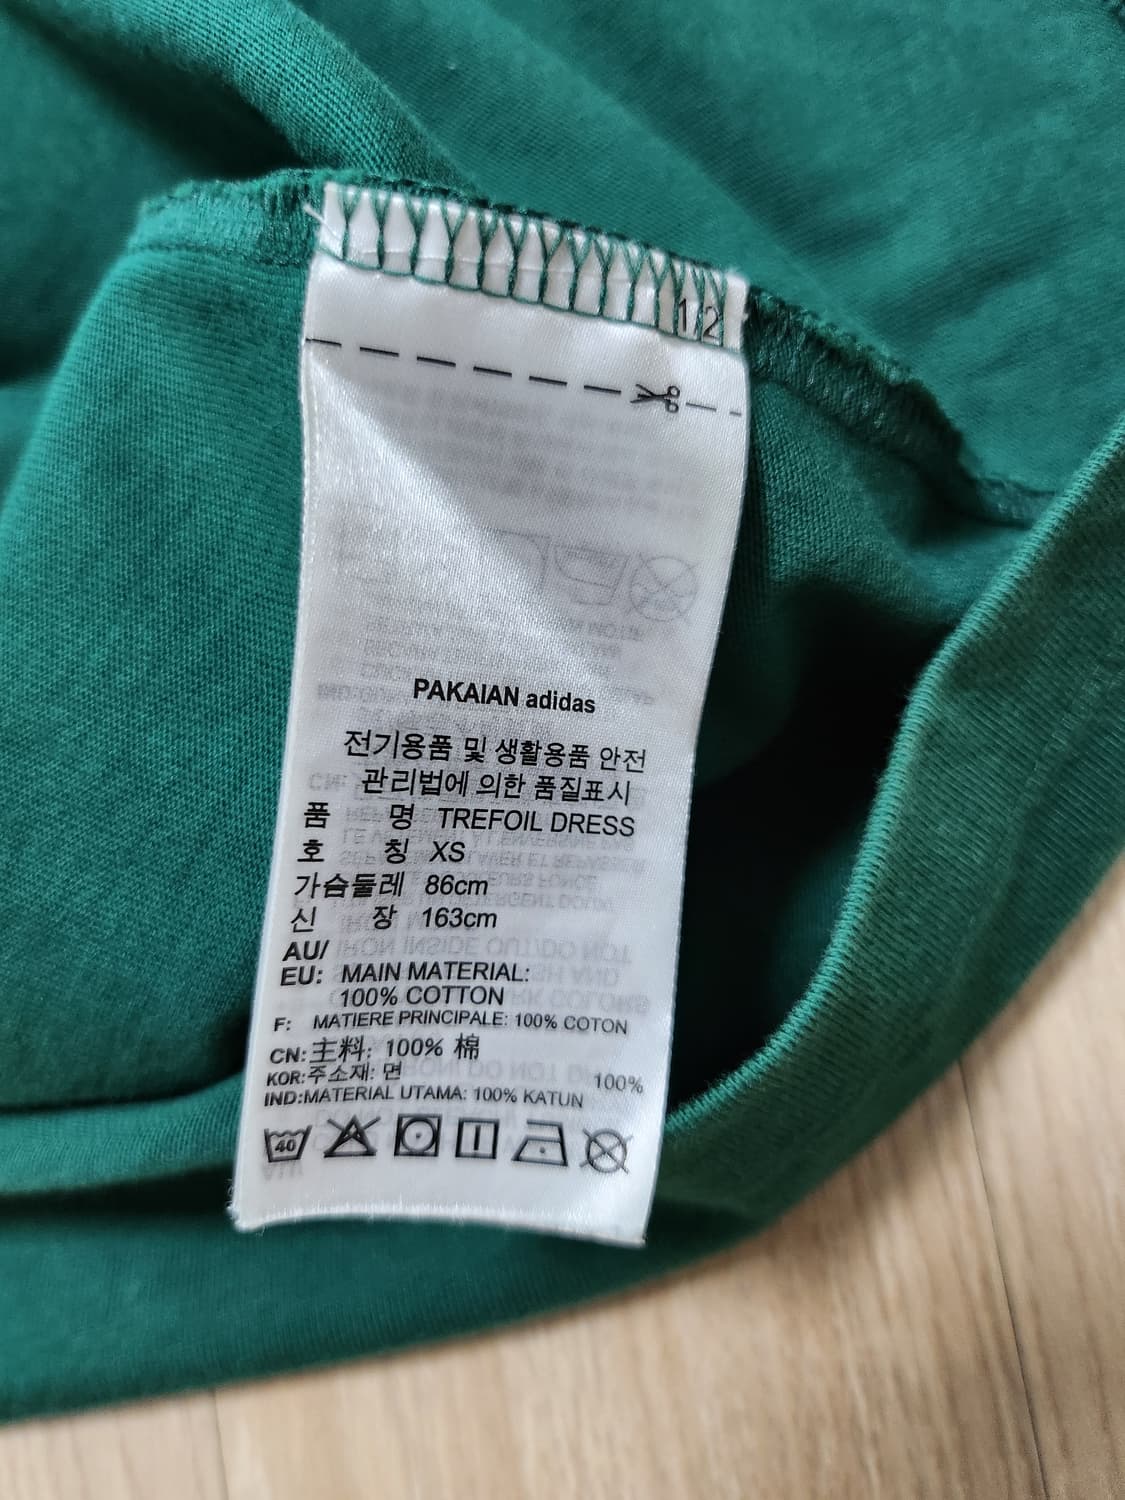 1/2
PAKAIAN adidas
전기용품 및 생활용품 안전
관리법에 의한 품질표시
품 명 TREFOIL DRESS
호 칭 XS
가슴둘레 86cm
신 장 163cm
AU/
EU: MAIN MATERIAL:
100% COTTON
F: MATIERE PRINCIPALE: 100% COTON
CN: 主料: 100% 棉
KOR:주소재: 면 100%
IND:MATERIAL UTAMA: 100% KATUN
40